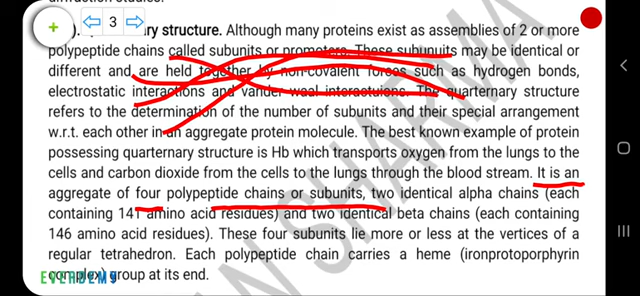 diffraction studies.
3
ry structure. Although many proteins exist as assemblies of 2 or more
polypeptide chains called subunits or promoters. These subunuits may be identical or
different and are held together by non-covalent forces such as hydrogen bonds,
electrostatic interactions and vander waal interactuions. The quarternary structure
refers to the determination of the number of subunits and their special arrangement
w.r.t. each other in an aggregate protein molecule. The best known example of protein
possessing quarternary structure is Hb which transports oxygen from the lungs to the
cells and carbon dioxide from the cells to the lungs through the blood stream. It is an
aggregate of four polypeptide chains or subunits, two identical alpha chains (each
containing 141 amino acid residues) and two identical beta chains (each containing
146 amino acid residues). These four subunits lie more or less at the vertices of a
regular tetrahedron. Each polypeptide chain carries a heme (ironprotoporphyrin
complex) group at its end.
SHARMA